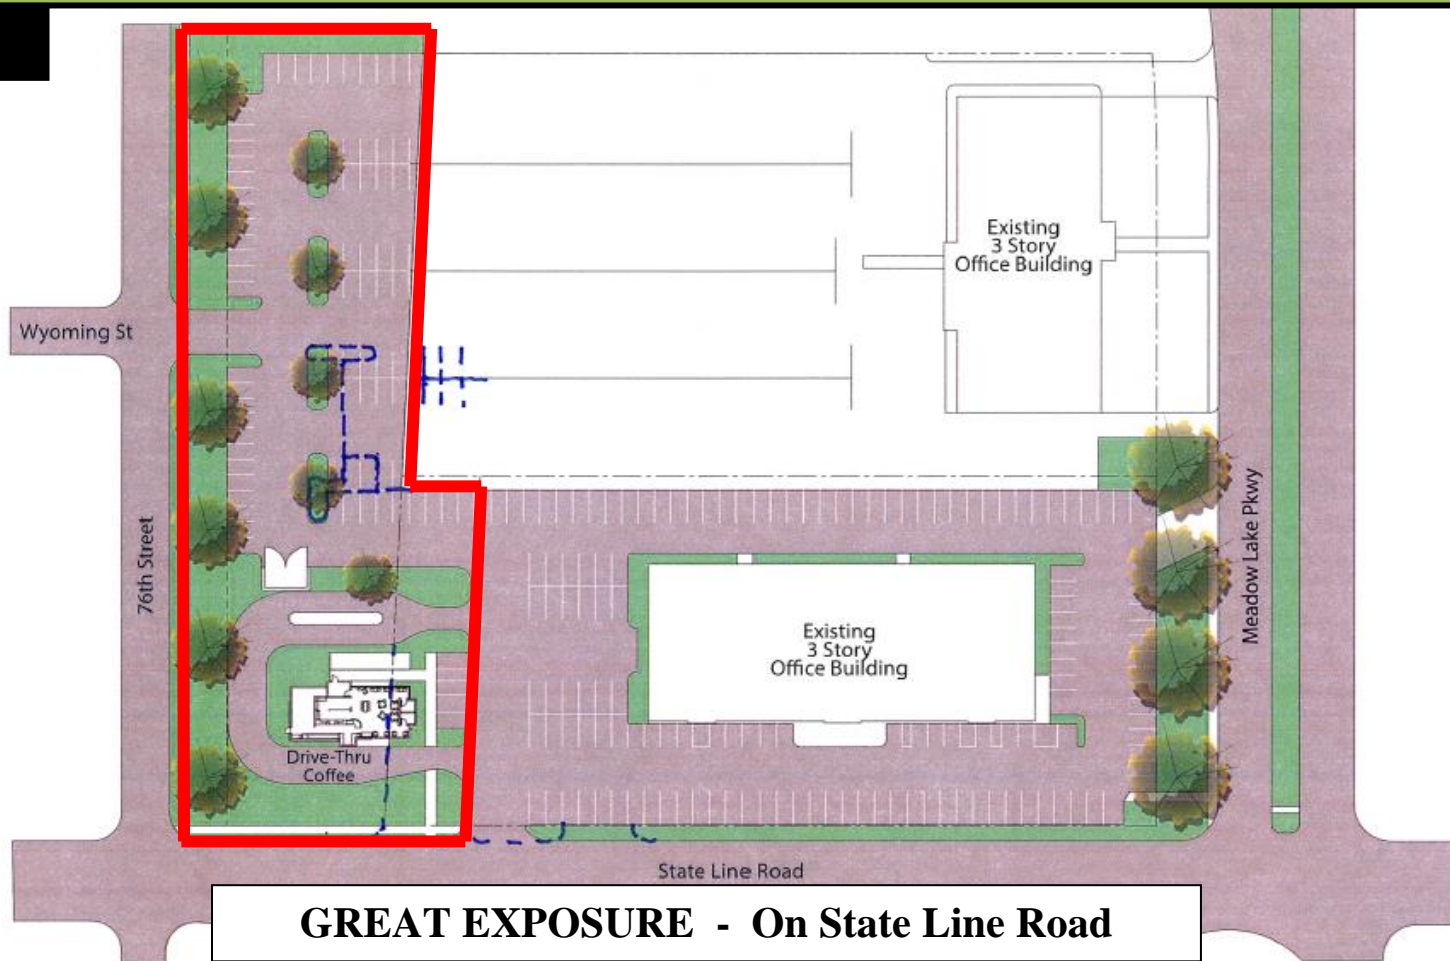 Existing
3 Story
Office Building
Wyoming St
76th Street
Meadow Lake Pkwy
Existing
3 Story
Office Building
Drive-Thru
Coffee
State Line Road
GREAT EXPOSURE - On State Line Road